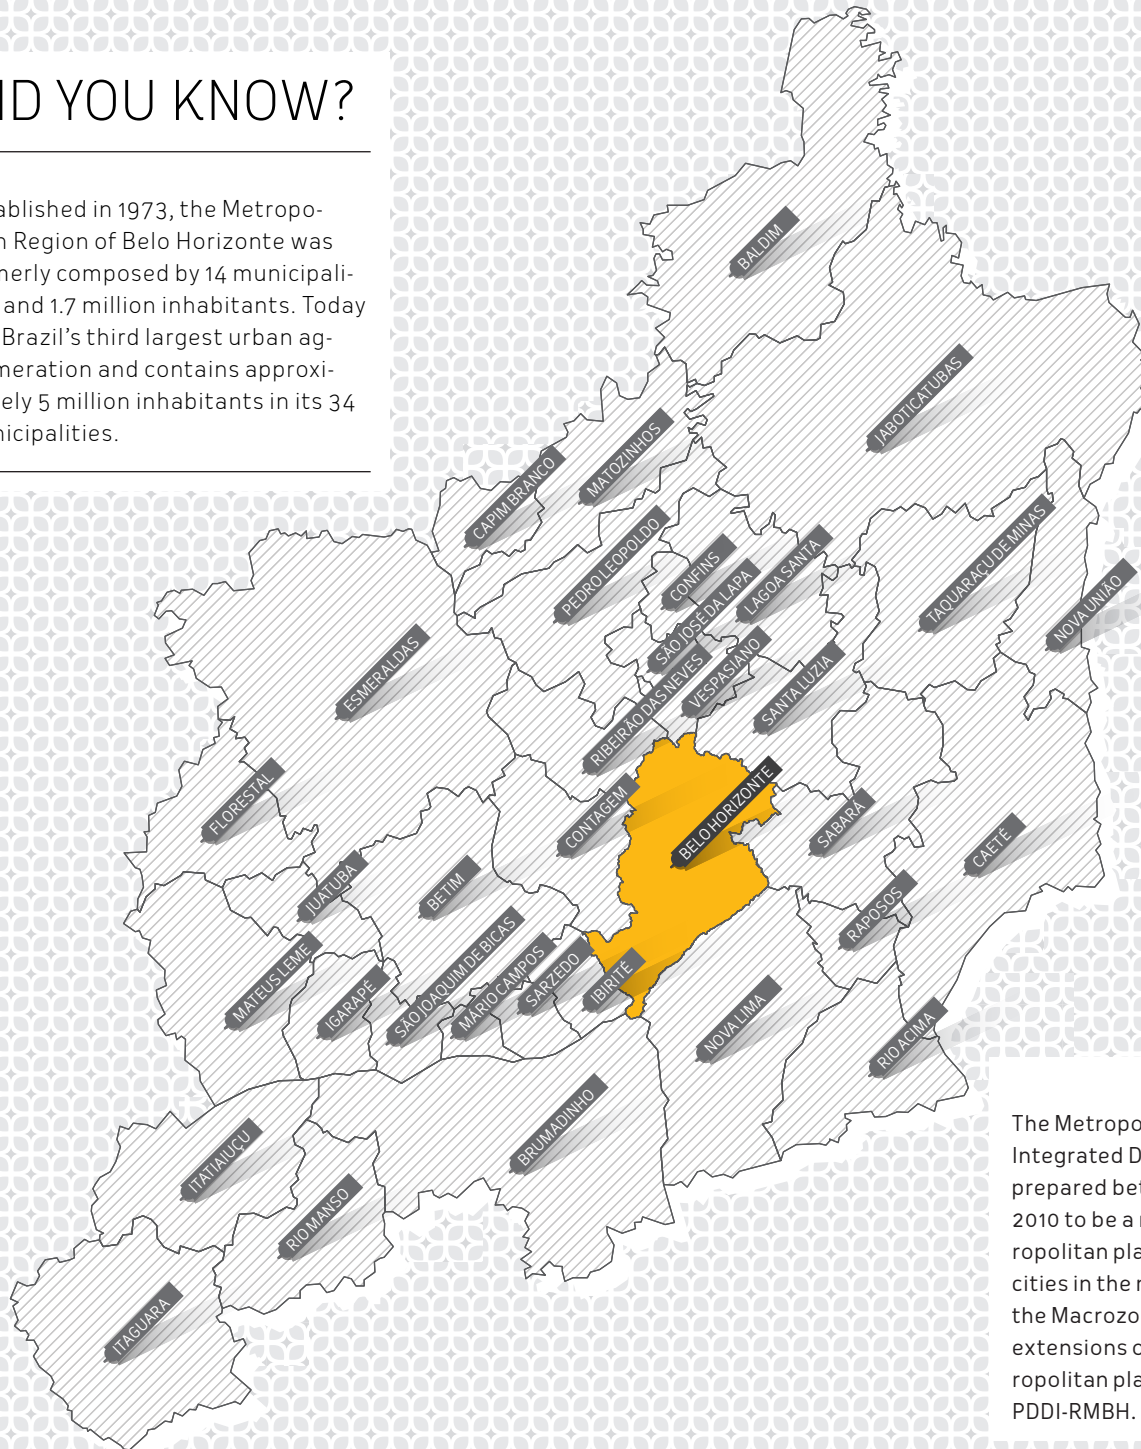 ID YOU KNOW?
ablished in 1973, the Metropo-
n Region of Belo Horizonte was
merly composed by 14 municipali-
and 1.7 million inhabitants. Today
Brazil's third largest urban ag-
meration and contains approxi-
ely 5 million inhabitants in its 34
nicipalities.
BALDIM
JABOTICATUBAS
MATOZINHOS
CAPIM BRANCO
PEDRO LEOPOLDO
CONFINS
LAGOA SANTA
SÃO JOSÉ DA LAPA
TAQUARAÇU DE MINAS
NOVA UNIÃO
ESMERALDAS
RIBEIRÃO DAS NEVES
VESPASIANO
SANTA LUZIA
FLORESTAL
CONTAGEM
BELO HORIZONTE
SABARÁ
CAETÉ
JUATUBA
BETIM
RAPOSOS
MATEUS LEME
IGARAPÉ
SÃO JOAQUIM DE BICAS
MÁRIO CAMPOS
SARZEDO
IBIRITÉ
NOVA LIMA
RIO ACIMA
BRUMADINHO
ITATIAIUÇU
RIO MANSO
ITAGUARA
The Metropo
Integrated D
prepared bet
2010 to be a r
ropolitan pla
cities in the r
the Macrozo
extensions o
ropolitan pla
PDDI-RMBH.